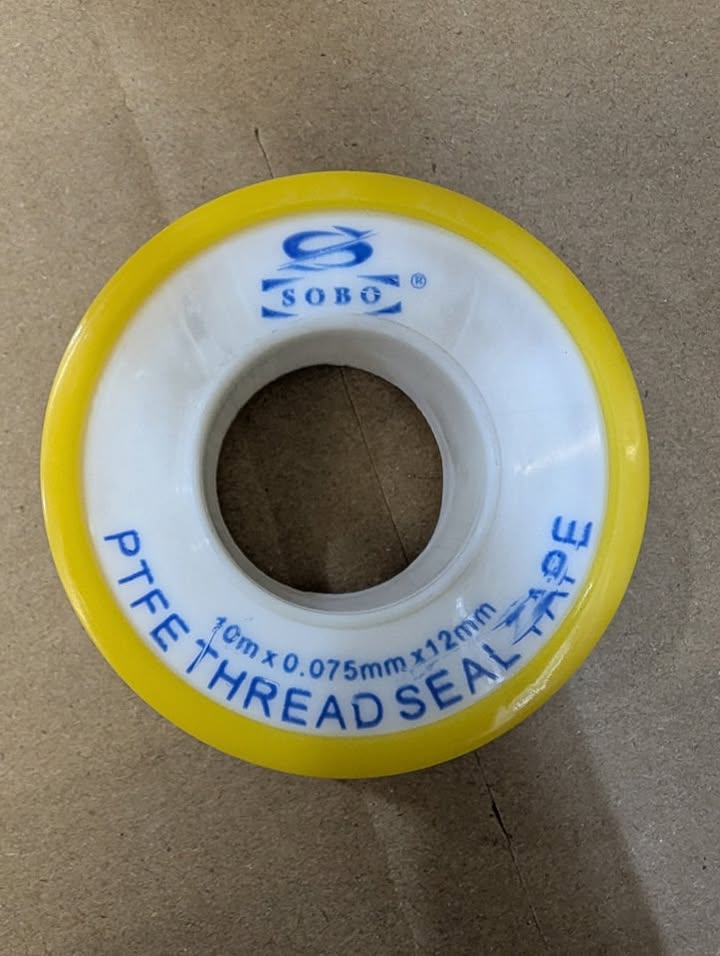 SOBO ®
10m x 0.075mm x 12mm
PTFE THREAD SEAL TAPE